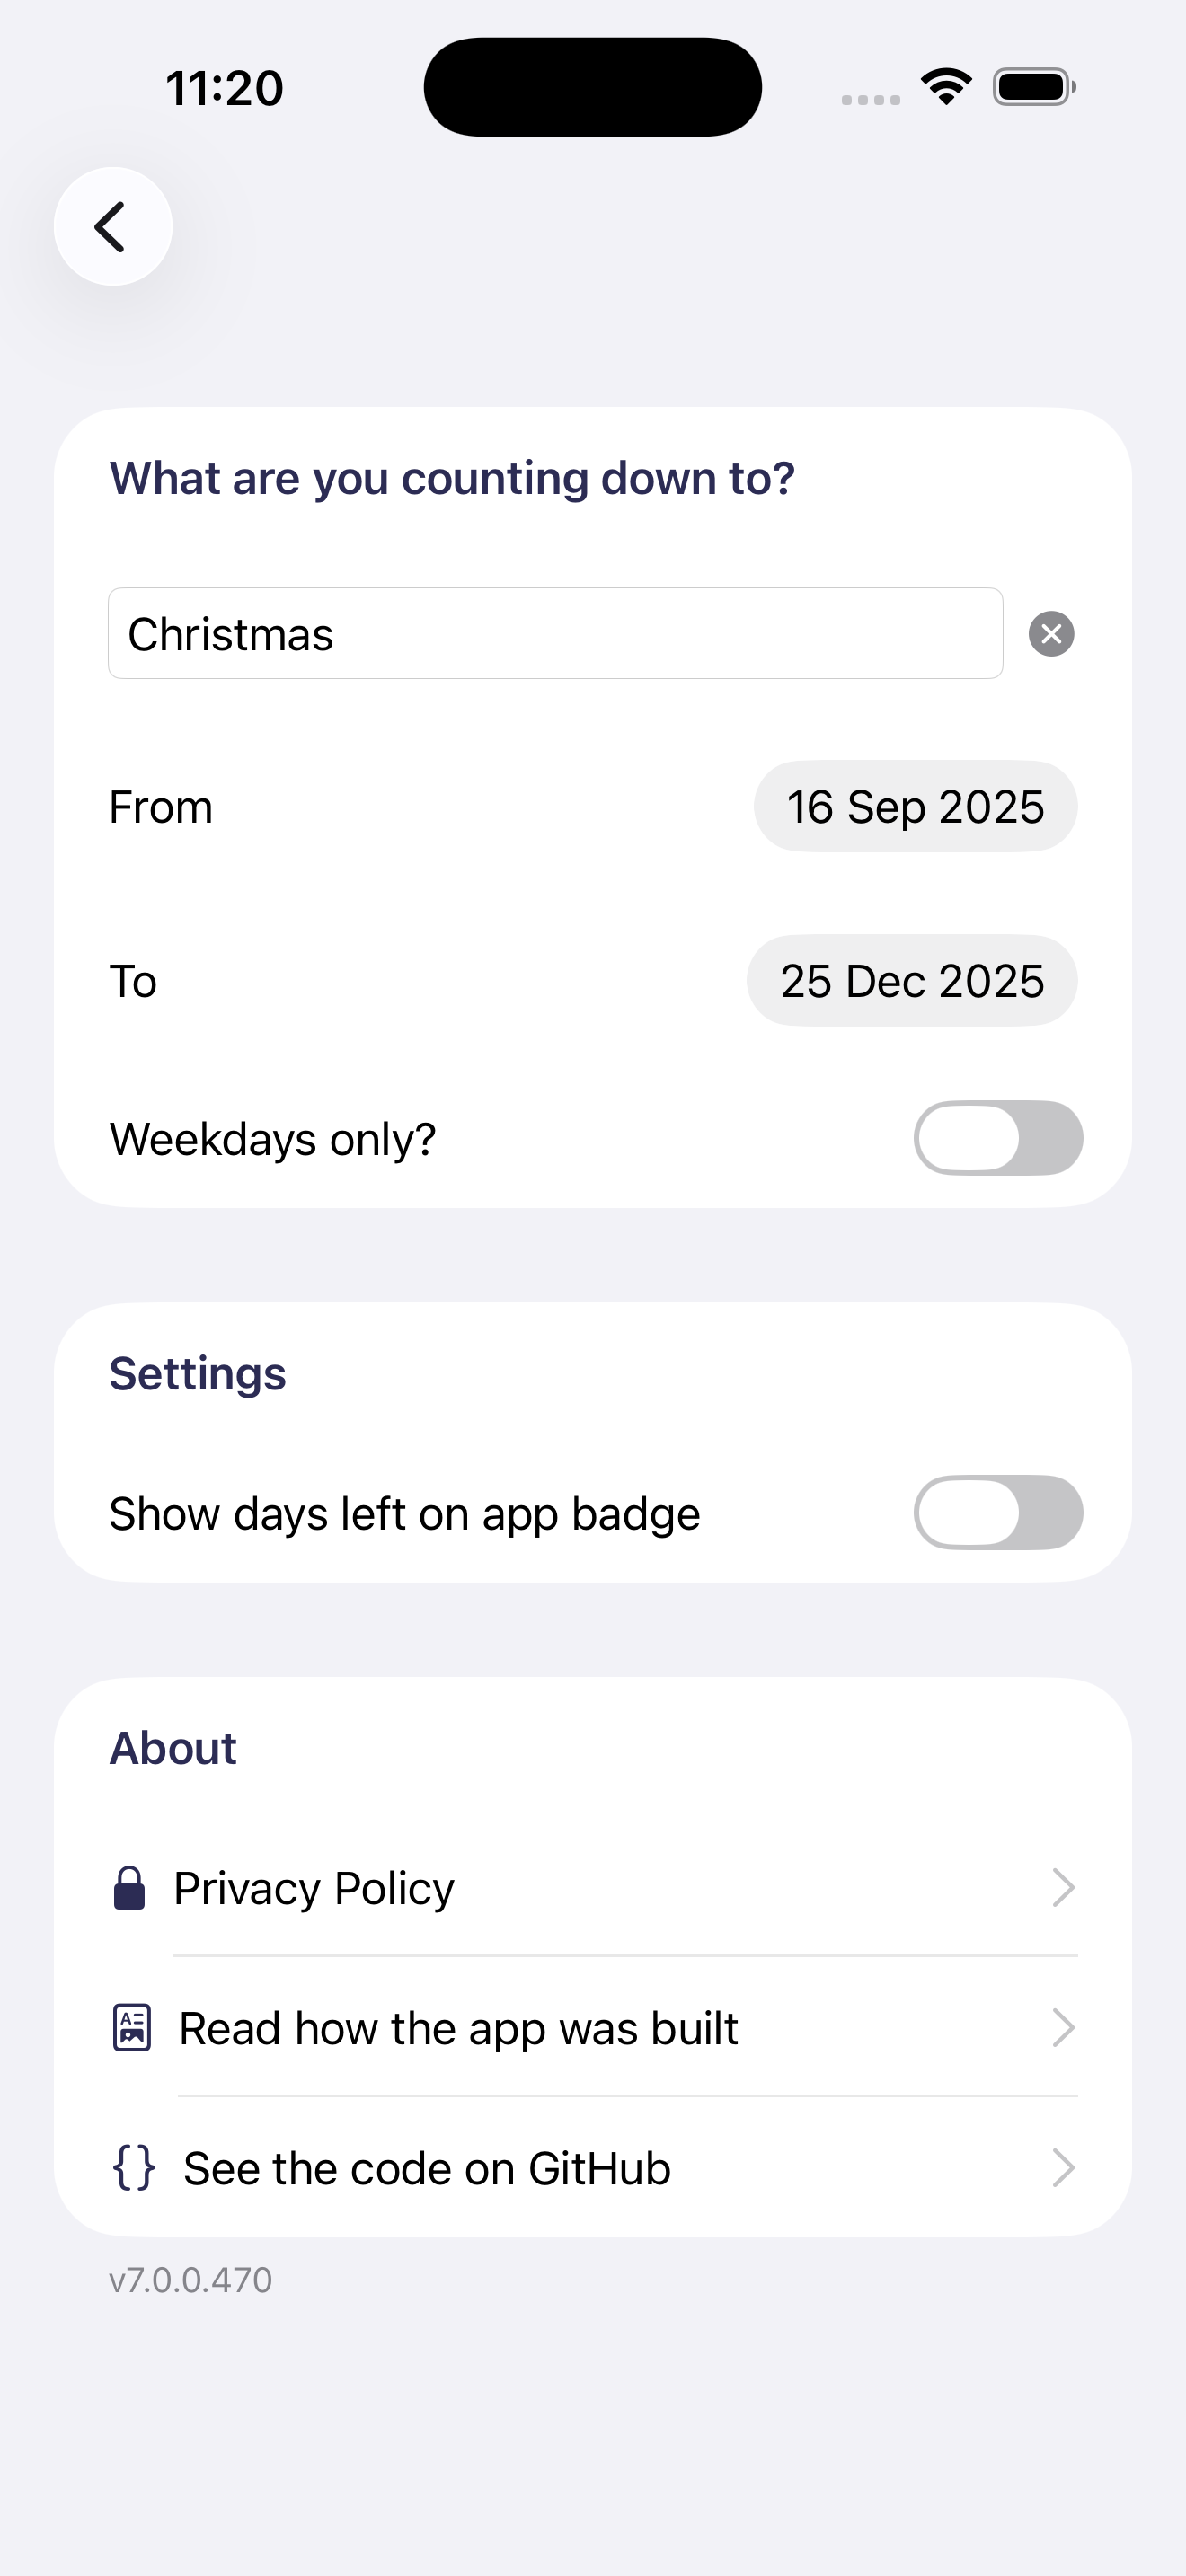 11:20
What are you counting down to?
Christmas
From 16 Sep 2025
To 25 Dec 2025
Weekdays only?
Settings
Show days left on app badge
About
Privacy Policy
Read how the app was built
See the code on GitHub
v7.0.0.470